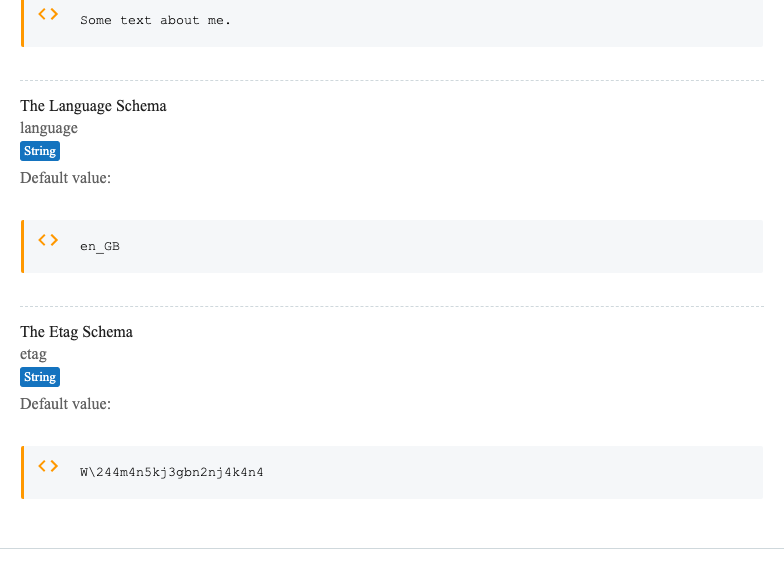 Some text about me.
The Language Schema
language
String
Default value:
en_GB
The Etag Schema
etag
String
Default value:
W\244m4n5kj3gbn2nj4k4n4